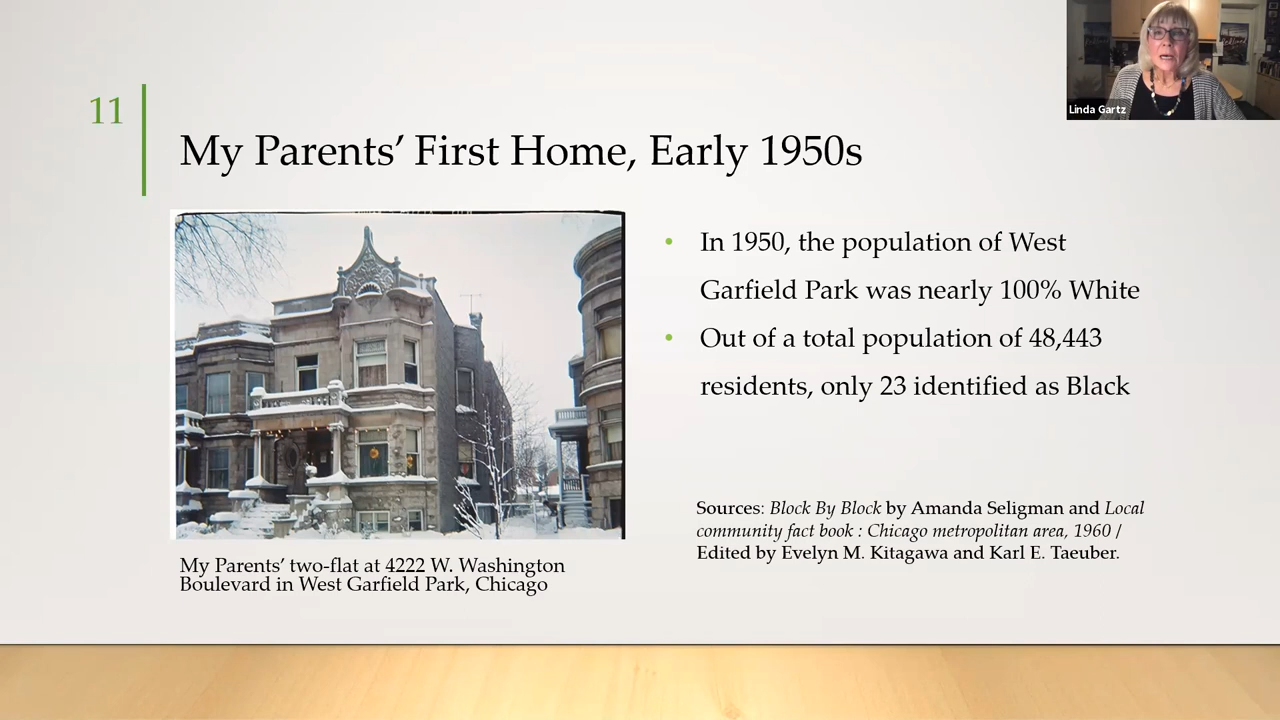 Linda Gartz
11
My Parents’ First Home, Early 1950s
• In 1950, the population of West
Garfield Park was nearly 100% White
• Out of a total population of 48,443
residents, only 23 identified as Black
Sources: Block By Block by Amanda Seligman and Local
community fact book : Chicago metropolitan area, 1960 /
Edited by Evelyn M. Kitagawa and Karl E. Taeuber.
My Parents’ two-flat at 4222 W. Washington
Boulevard in West Garfield Park, Chicago